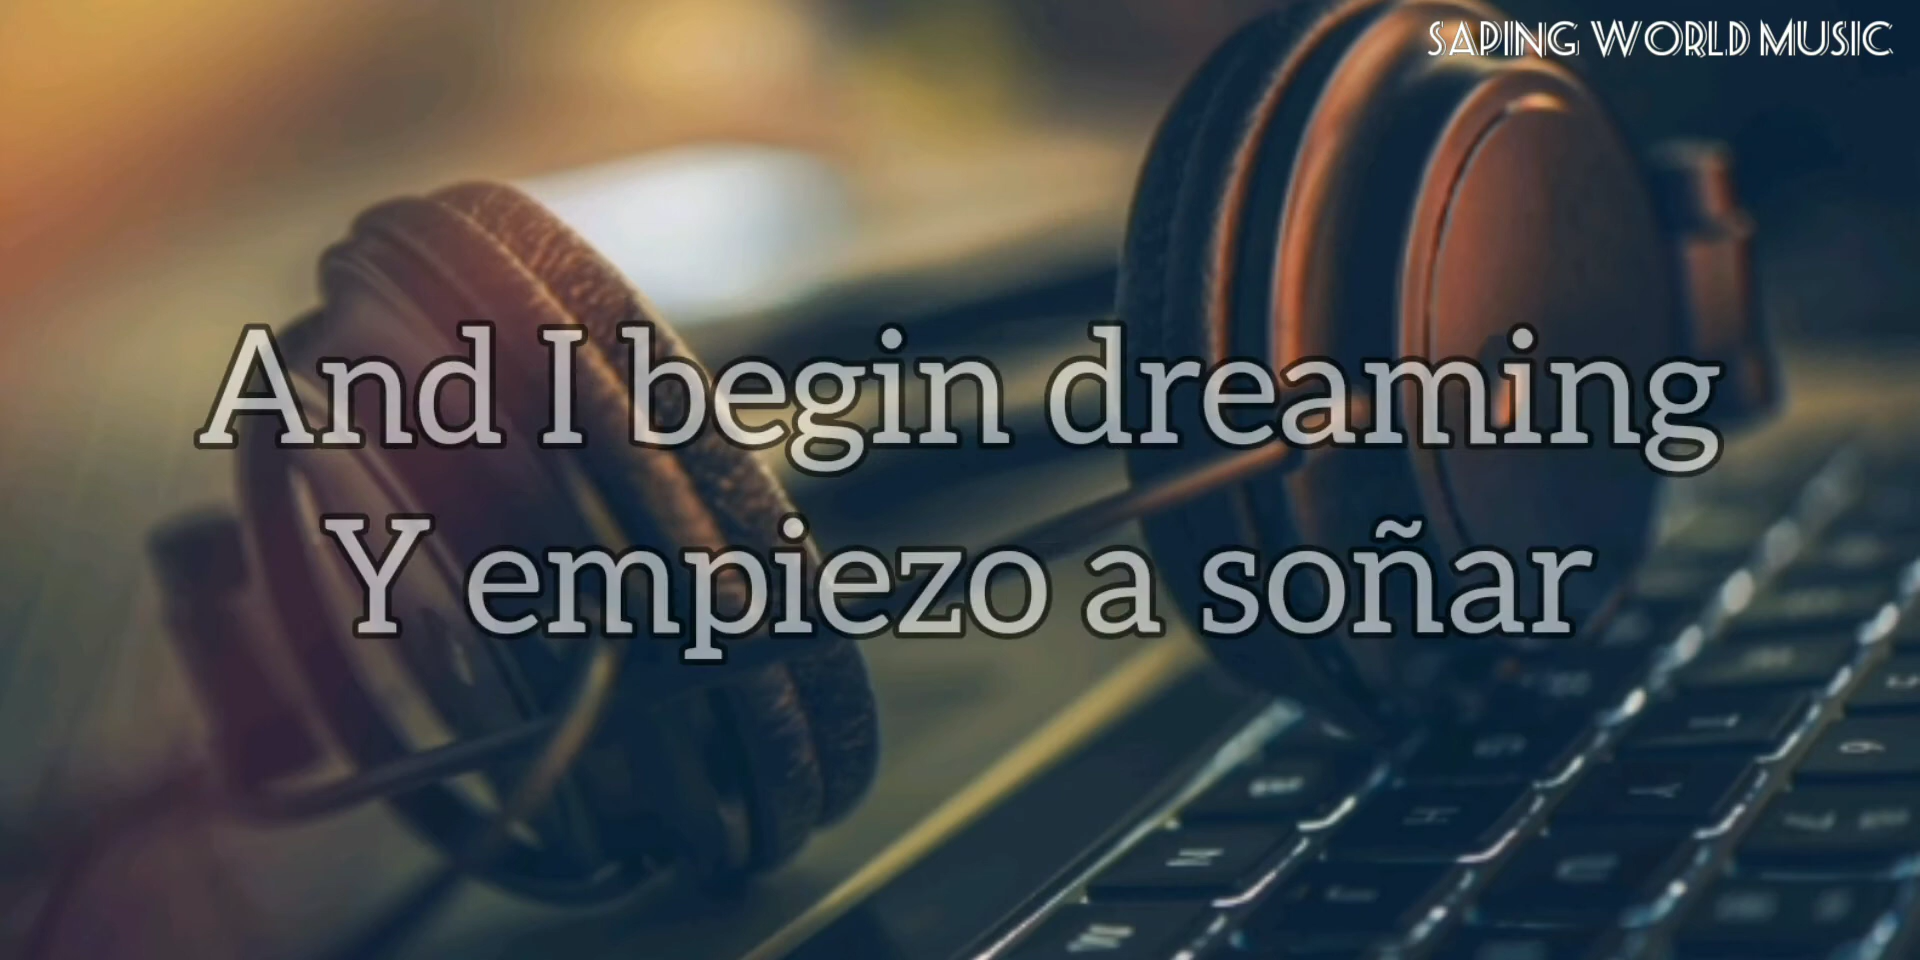 SAPING WORLD MUSIC
And I begin dreaming
Y empiezo a soñar